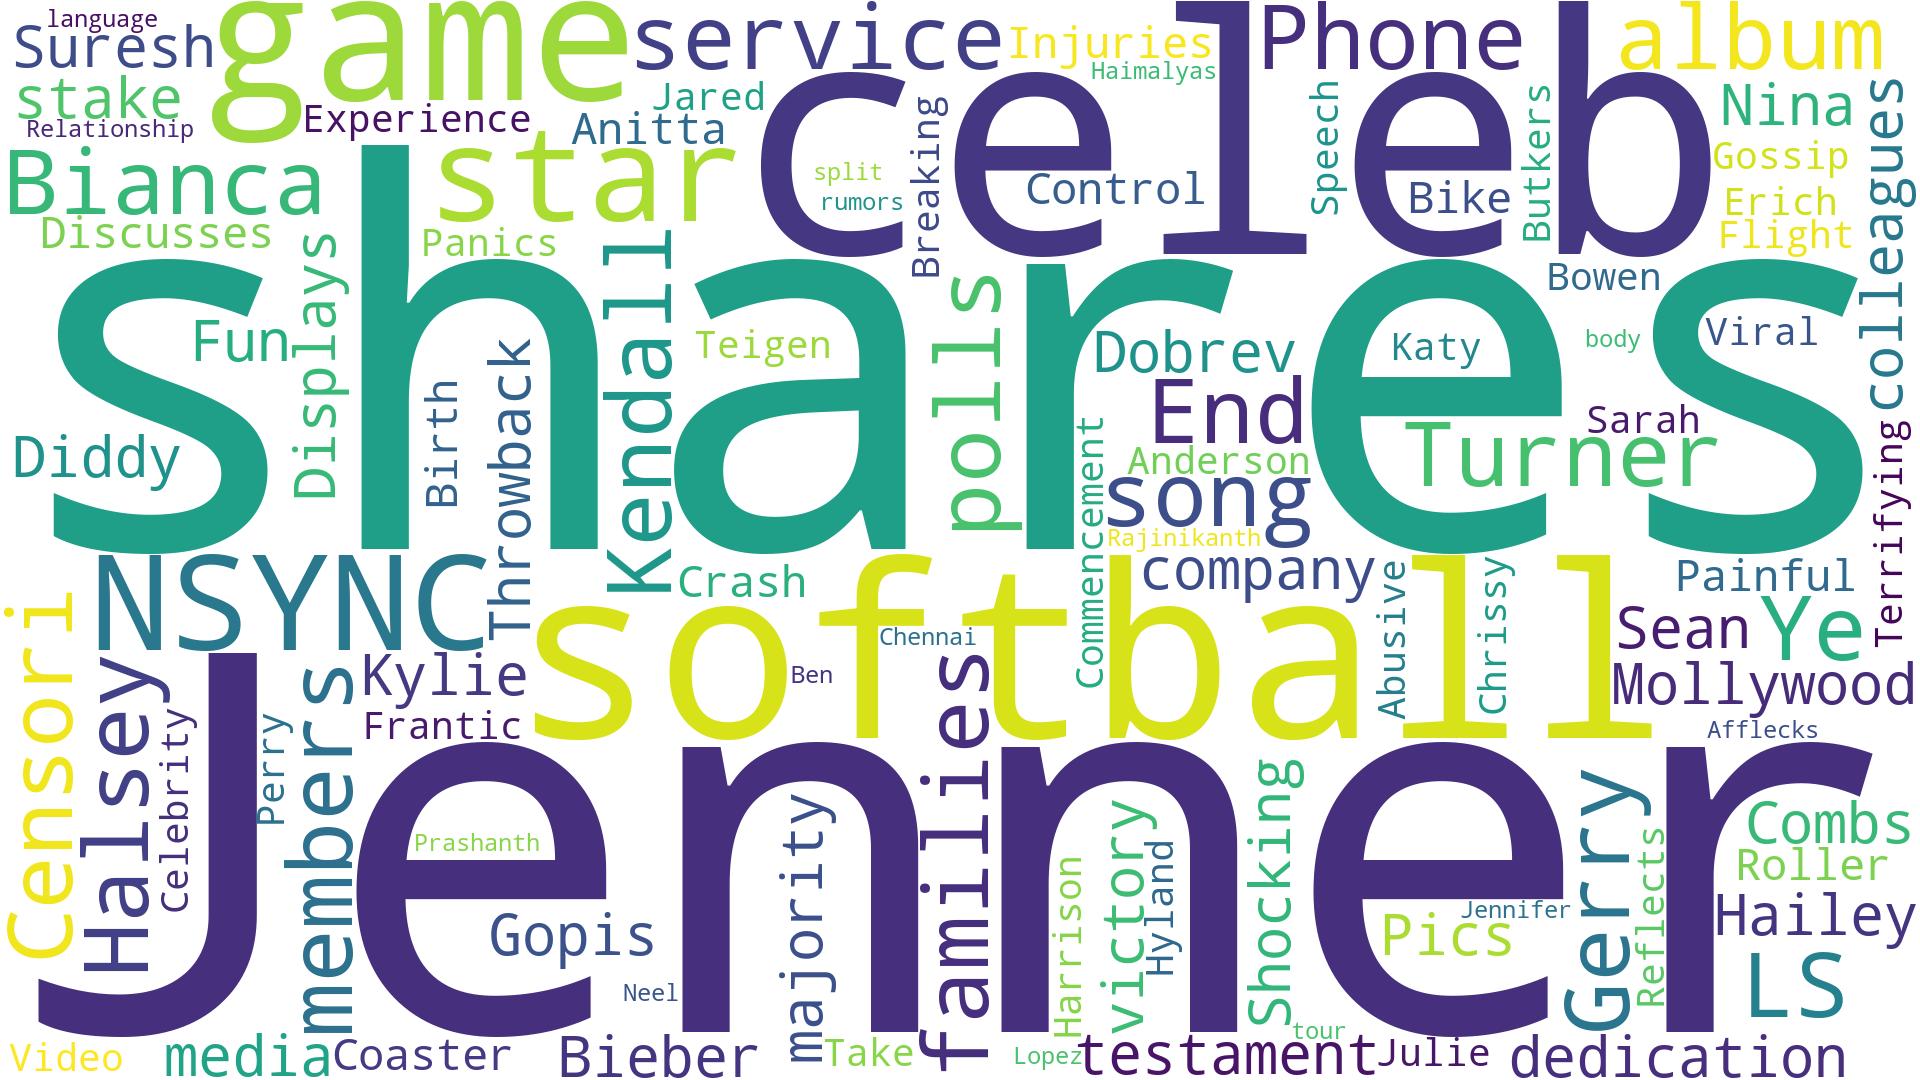 language
Suresh
game
service
Injuries
Haimalyas
celeb
Phone
album
stake
Relationship
Experience
Jared
Anitta
Breaking
Speech
Butkers
Nina
colleagues
Bianca
star
split
rumors
Control
Bike
Gossip
Erich
Flight
Discusses
Panics
Displays
Kendall
shares
Fun
Throwback
Birth
Teigen
polls
Dobrev
Bowen
Katy
body
Viral
Diddy
End
Sarah
Turner
Anderson
song
Commencement
Rajinikanth
Terrifying
NSYNC
Crash
softball
company
Abusive
Chrissy
Painful
Sean
Ye
Chennai
Censori
Halsey
Celebrity
Perry
members
Kylie
Frantic
Ben
families
Mollywood
Afflecks
Jenner
Prashanth
majority
Harrison
victory
Hyland
Shocking
Gerry
Reflects
Combs
Roller
Gopis
Pics
Jennifer
Hailey
Neel
LS
Video
media
Coaster
Bieber
Take
Lopez
testament
tour
Julie
dedication